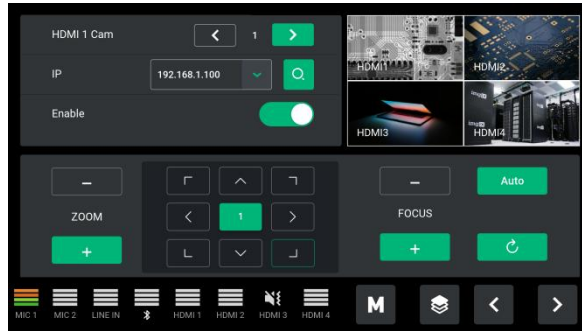 HDMI 1 Cam
1
IP
192.168.1.100
Enable
HDMI1
HDMI2
HDMI3
HDMI4
ZOOM
1
FOCUS
Auto
MIC 1 MIC 2 LINE IN HDMI 1 HDMI 2 HDMI 3 HDMI 4
M